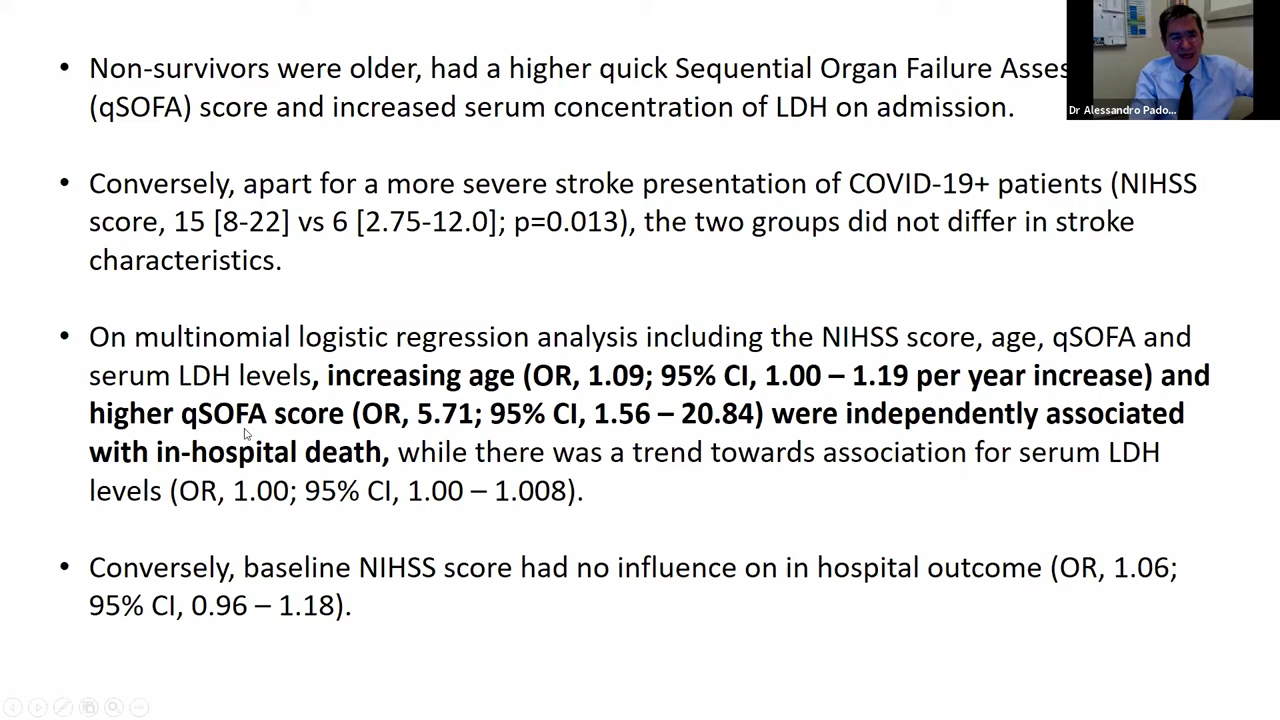 • Non-survivors were older, had a higher quick Sequential Organ Failure
(qSOFA) score and increased serum concentration of LDH on admission.
Dr Alessandro Pado...
• Conversely, apart for a more severe stroke presentation of COVID-19+ patients (NIHSS
score, 15 [8-22] vs 6 [2.75-12.0]; p=0.013), the two groups did not differ in stroke
characteristics.
• On multinomial logistic regression analysis including the NIHSS score, age, qSOFA and
serum LDH levels, increasing age (OR, 1.09; 95% CI, 1.00 – 1.19 per year increase) and
higher qSOFA score (OR, 5.71; 95% CI, 1.56 – 20.84) were independently associated
with in-hospital death, while there was a trend towards association for serum LDH
levels (OR, 1.00; 95% CI, 1.00 – 1.008).
• Conversely, baseline NIHSS score had no influence on in hospital outcome (OR, 1.06;
95% CI, 0.96 – 1.18).